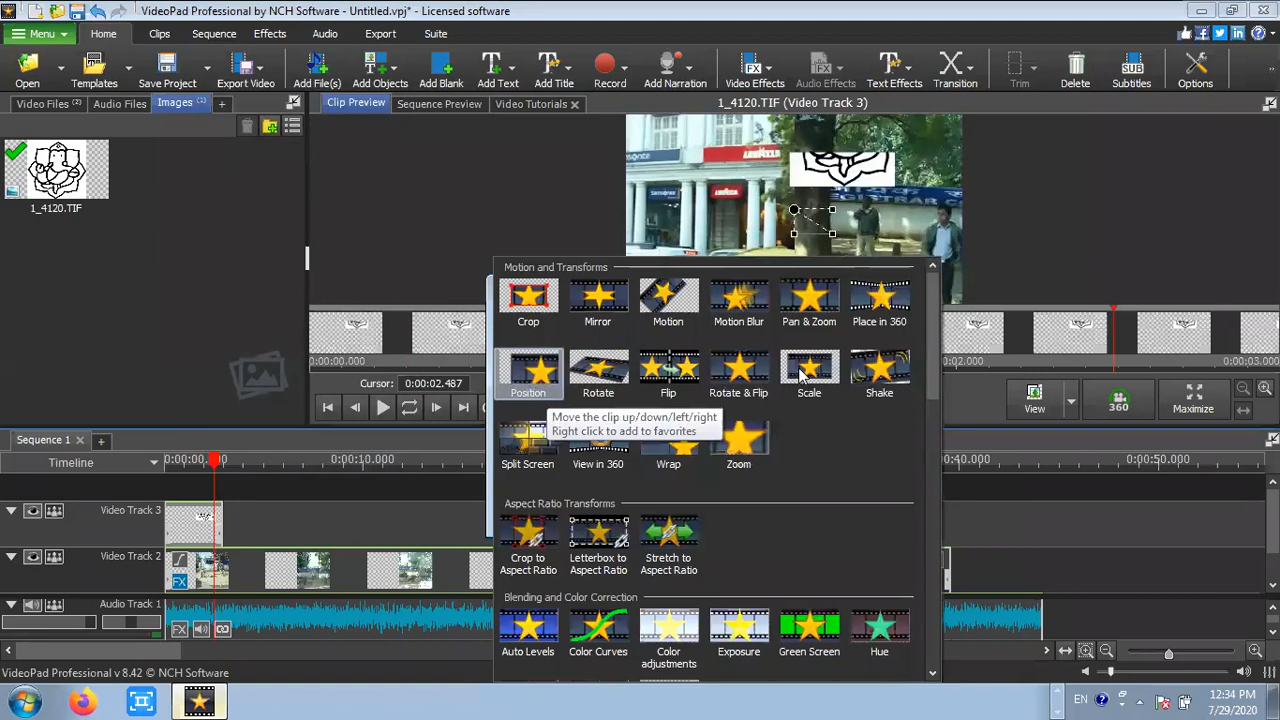 VideoPad Professional by NCH Software - Untitled.vpj* - Licensed software
Menu Home Clips Sequence Effects Audio Export Suite
Open Templates Save Project Export Video Add File(s) Add Objects Add Blank Add Text Add Title Record Add Narration Video Effects Audio Effects Text Effects Transition Trim Delete Subtitles Options
Video Files (2) Audio Files Images (1) Clip Preview Sequence Preview Video Tutorials 1_4120.TIF (Video Track 3)
1_4120.TIF
LAVAZZA
REGISTRAR
Motion and Transforms
Crop Mirror Motion Motion Blur Pan & Zoom Place in 360
Position Rotate Flip Rotate & Flip Scale Shake
Move the clip up/down/left/right
Right click to add to favorites
Split Screen View in 360 Wrap Zoom
Aspect Ratio Transforms
Crop to Aspect Ratio Letterbox to Aspect Ratio Stretch to Aspect Ratio
Blending and Color Correction
Auto Levels Color Curves Color adjustments Exposure Green Screen Hue
0:00:00.000 02.000 0:00:03.000
Cursor: 0:00:02.487
View 360 Maximize
Sequence 1
Timeline 0:00:00. 0:00:10.000 40.000 0:00:50.000
Video Track 3
Video Track 2
FX
Audio Track 1
FX
VideoPad v 8.42 © NCH Software
EN 12:34 PM
7/29/2020